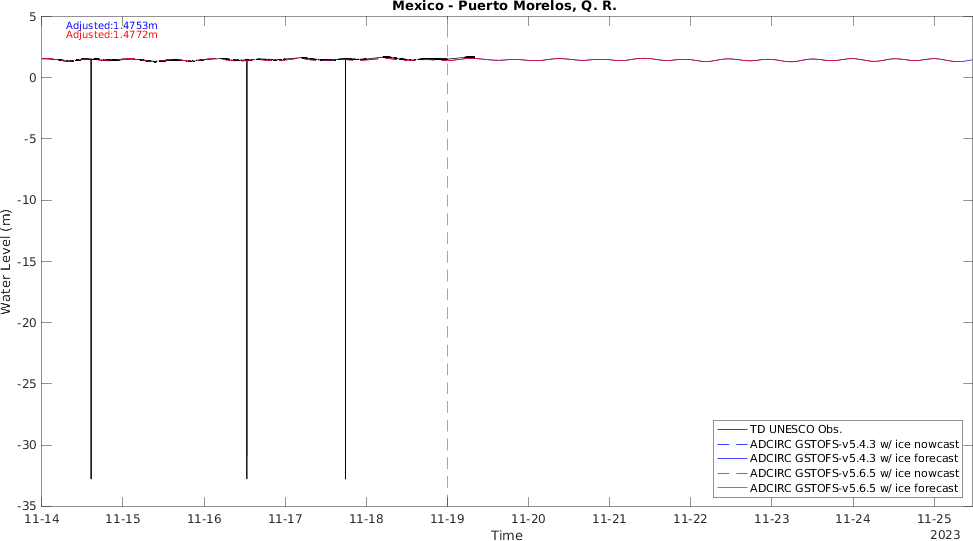 Mexico - Puerto Morelos, Q. R.
Adjusted:1.4753m
Adjusted:1.4772m
5
0
-5
-10
-15
-20
-25
-30
-35
Water Level (m)
11-14 11-15 11-16 11-17 11-18 11-19 11-20 11-21 11-22 11-23 11-24 11-25
2023
Time
TD UNESCO Obs.
ADCIRC GSTOFS-v5.4.3 w/ ice nowcast
ADCIRC GSTOFS-v5.4.3 w/ ice forecast
ADCIRC GSTOFS-v5.6.5 w/ ice nowcast
ADCIRC GSTOFS-v5.6.5 w/ ice forecast